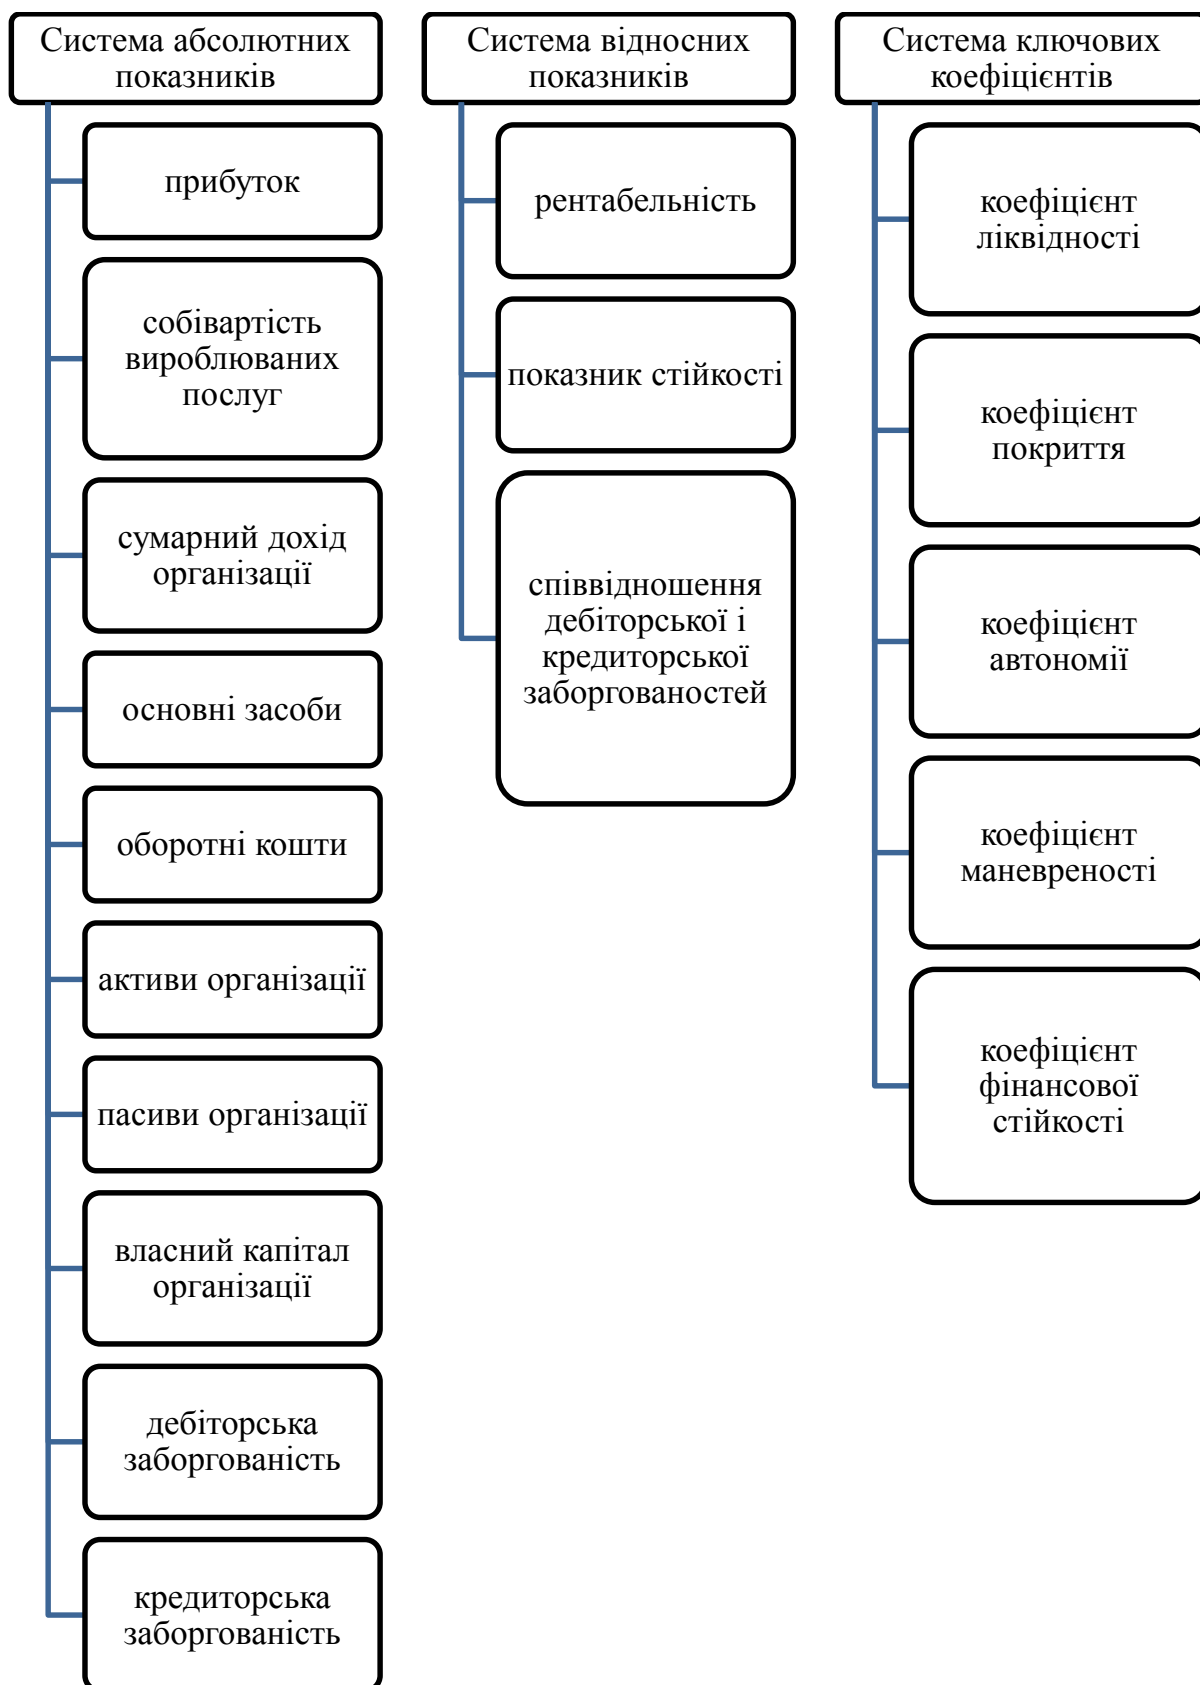 Система абсолютних
показників
прибуток
собівартість
вироблюваних
послуг
сумарний дохід
організації
основні засоби
оборотні кошти
активи організації
пасиви організації
власний капітал
організації
дебіторська
заборгованість
кредиторська
заборгованість
Система відносних
показників
рентабельність
показник стійкості
співвідношення
дебіторської і
кредиторської
заборгованостей
Система ключових
коефіцієнтів
коефіцієнт
ліквідності
коефіцієнт
покриття
коефіцієнт
автономії
коефіцієнт
маневреності
коефіцієнт
фінансової
стійкості